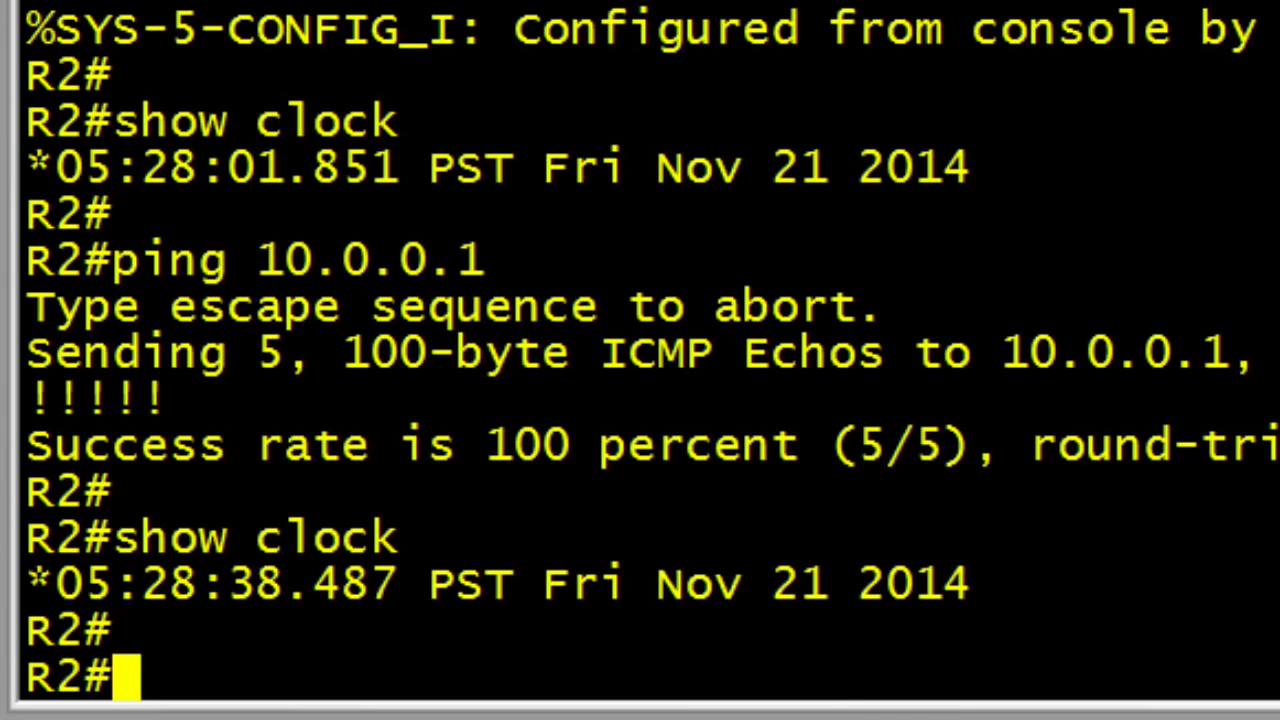 %SYS-5-CONFIG_I: Configured from console by
R2#
R2#show clock
*05:28:01.851 PST Fri Nov 21 2014
R2#
R2#ping 10.0.0.1
Type escape sequence to abort.
Sending 5, 100-byte ICMP Echos to 10.0.0.1,
!!!!!
Success rate is 100 percent (5/5), round-tri
R2#
R2#show clock
*05:28:38.487 PST Fri Nov 21 2014
R2#
R2#